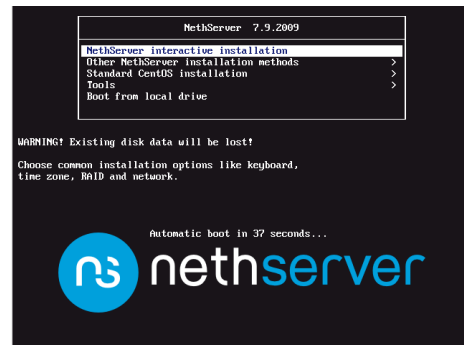 NethServer 7.9.2009
NethServer interactive installation
Other NethServer installation methods >
Standard CentOS installation >
Tools >
Boot from local drive
WARNING! Existing disk data will be lost!
Choose common installation options like keyboard,
time zone, RAID and network.
Automatic boot in 37 seconds...
ns nethserver